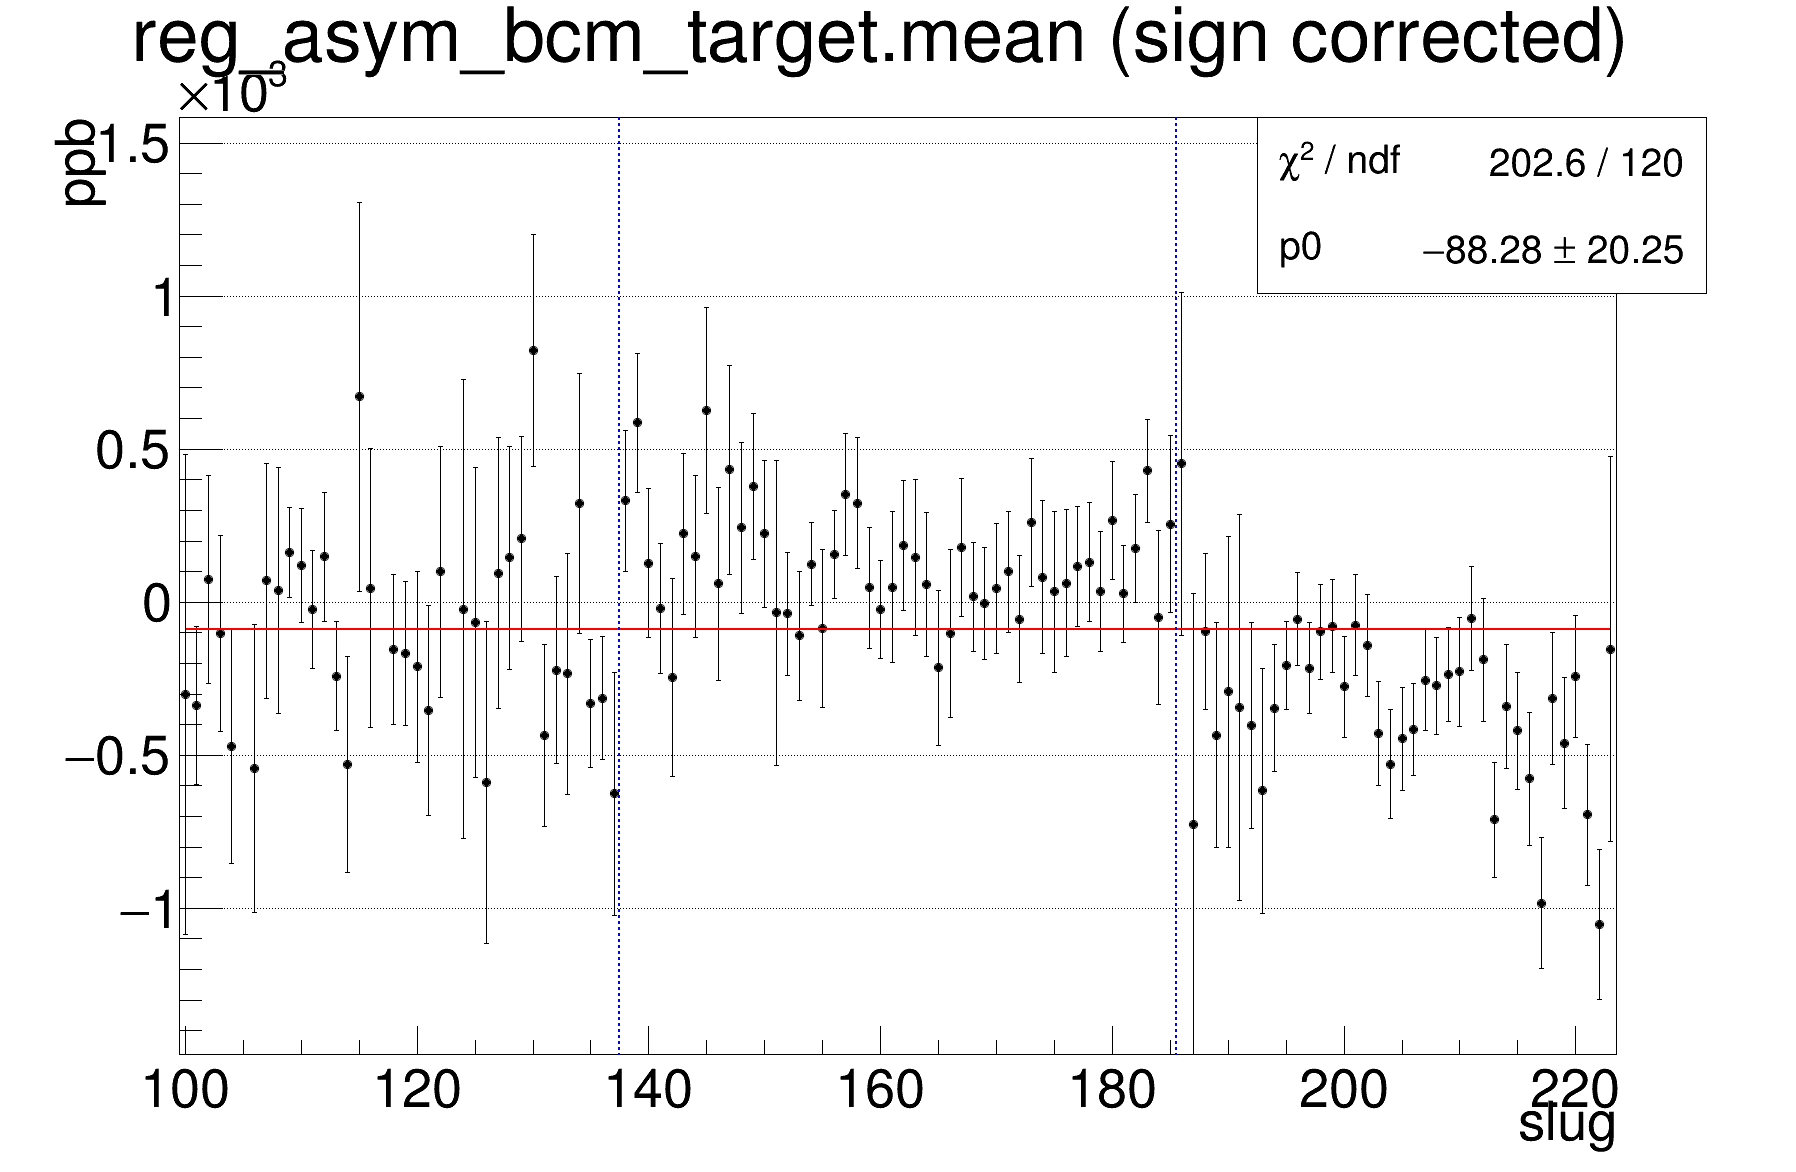 reg_asym_bcm_target.mean (sign corrected)
×10³
ppb
χ² / ndf 202.6 / 120
p0 −88.28 ± 20.25
1.5
1
0.5
0
−0.5
−1
100 120 140 160 180 200 220
slug